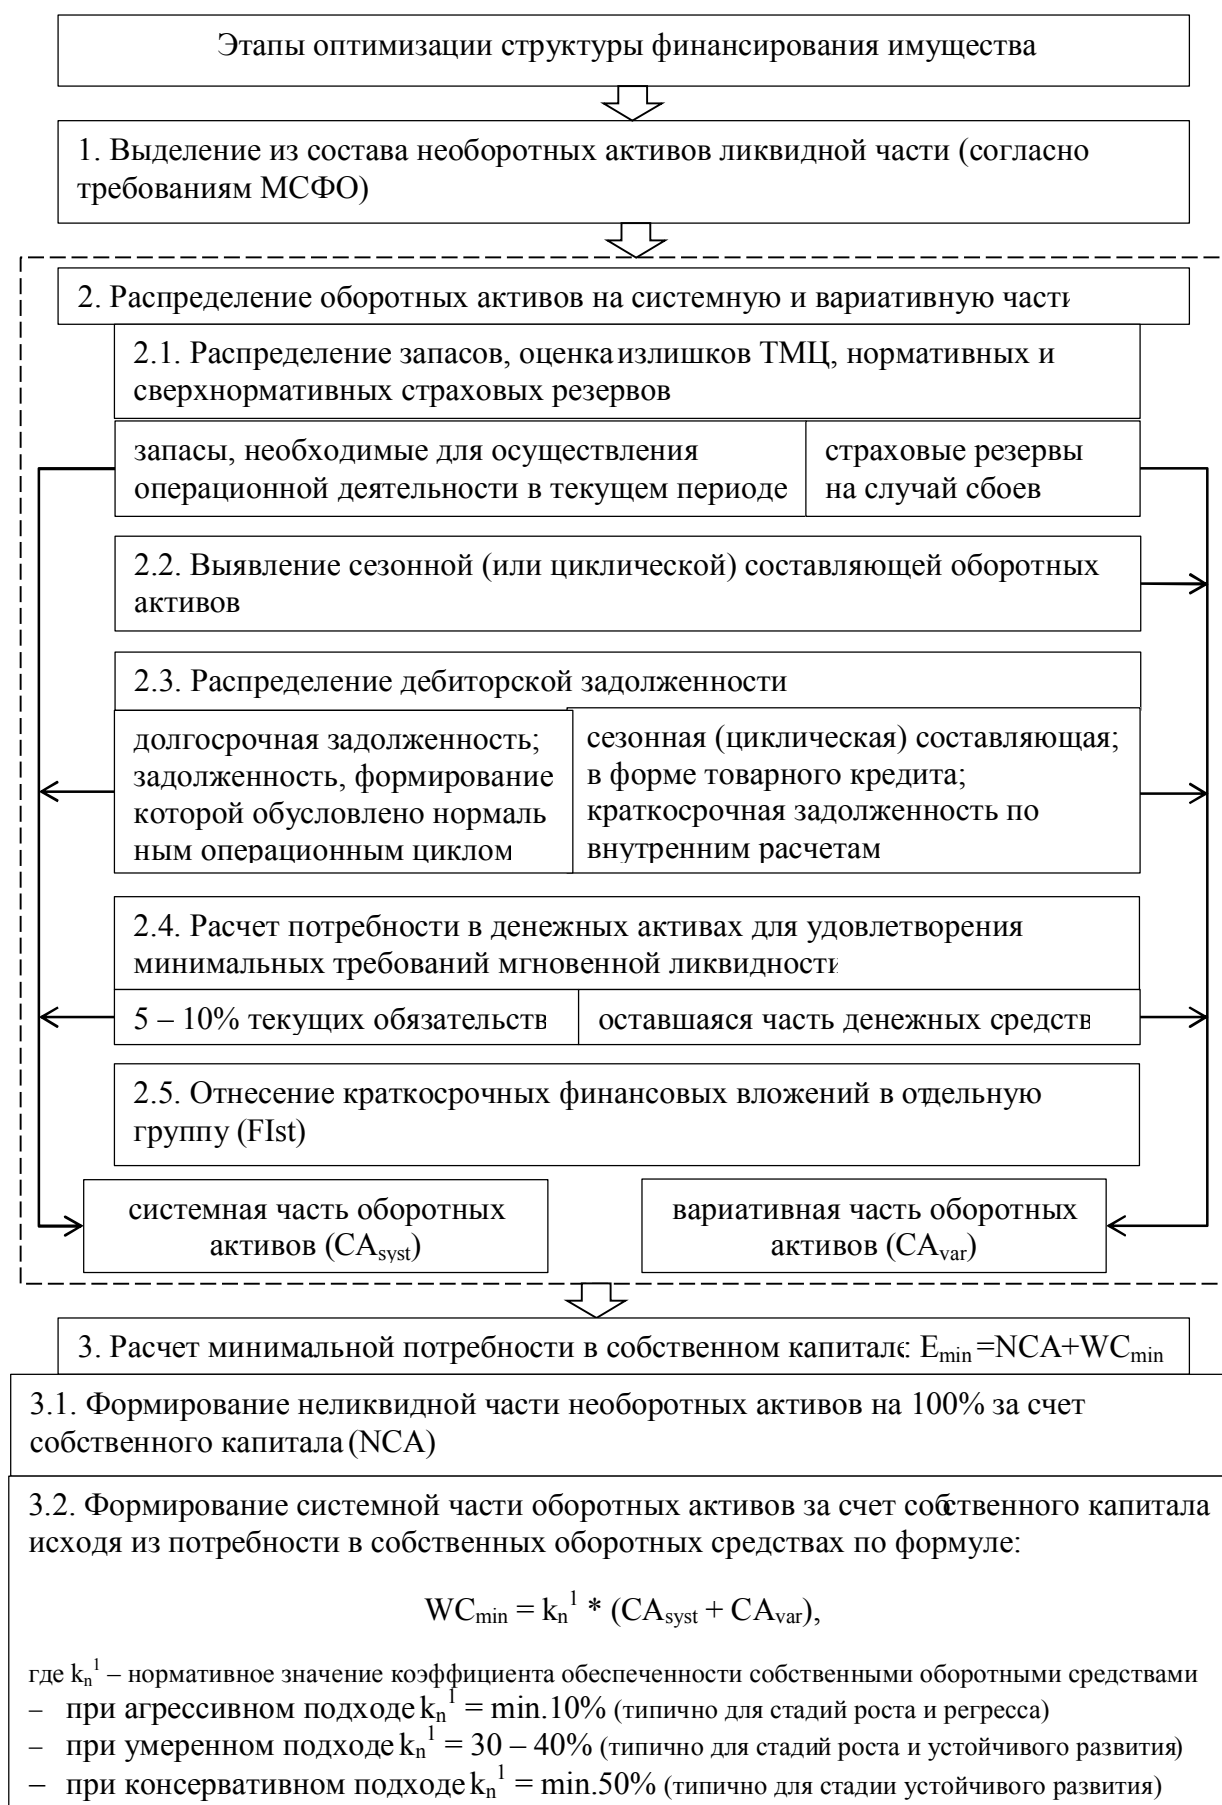 Этапы оптимизации структуры финансирования имущества
1. Выделение из состава необоротных активов ликвидной части (согласно
требованиям МСФО)
2. Распределение оборотных активов на системную и вариативную части
2.1. Распределение запасов, оценка излишков ТМЦ, нормативных и
сверхнормативных страховых резервов
запасы, необходимые для осуществления
операционной деятельности в текущем периоде
страховые резервы
на случай сбоев
2.2. Выявление сезонной (или циклической) составляющей оборотных
активов
2.3. Распределение дебиторской задолженности
долгосрочная задолженность;
задолженность, формирование
которой обусловлено нормаль
ным операционным циклом
сезонная (циклическая) составляющая;
в форме товарного кредита;
краткосрочная задолженность по
внутренним расчетам
2.4. Расчет потребности в денежных активах для удовлетворения
минимальных требований мгновенной ликвидности
5 – 10% текущих обязательств
оставшаяся часть денежных средств
2.5. Отнесение краткосрочных финансовых вложений в отдельную
группу (FIst)
системная часть оборотных
активов (CAsyst)
вариативная часть оборотных
активов (CAvar)
3. Расчет минимальной потребности в собственном капитале: Emin=NCA+WCmin
3.1. Формирование неликвидной части необоротных активов на 100% за счет
собственного капитала (NCA)
3.2. Формирование системной части оборотных активов за счет собственного капитала
исходя из потребности в собственных оборотных средствах по формуле:
WCmin = kn¹ * (CAsyst + CAvar),
где kn¹ – нормативное значение коэффициента обеспеченности собственными оборотными средствами
– при агрессивном подходе kn¹ = min.10% (типично для стадий роста и регресса)
– при умеренном подходе kn¹ = 30 – 40% (типично для стадий роста и устойчивого развития)
– при консервативном подходе kn¹ = min.50% (типично для стадии устойчивого развития)